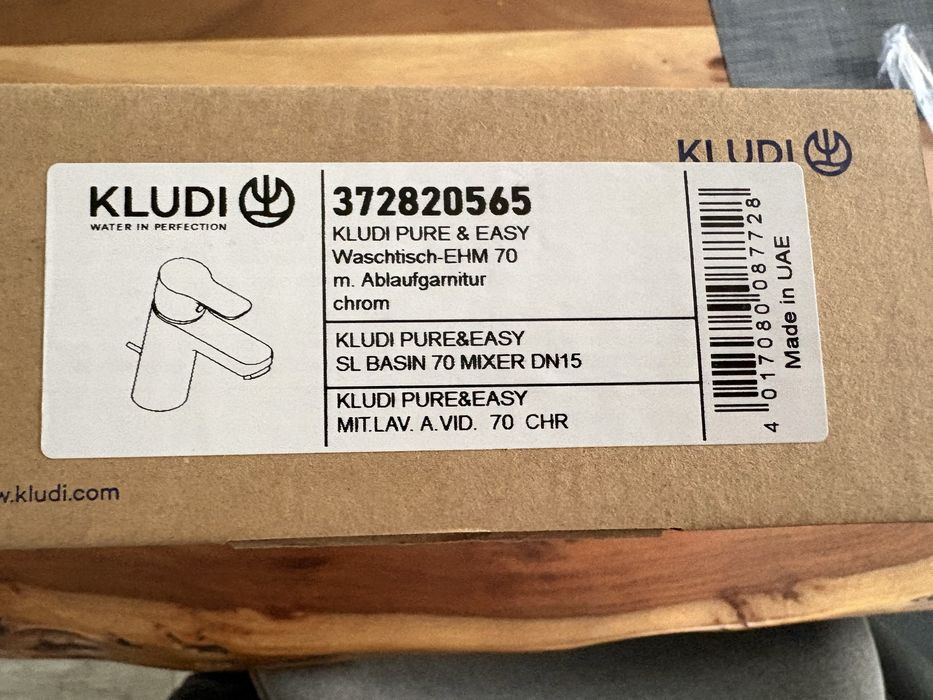 KLUDI
KLUDI
WATER IN PERFECTION
372820565
KLUDI PURE & EASY
Waschtisch-EHM 70
m. Ablaufgarnitur
chrom
KLUDI PURE&EASY
SL BASIN 70 MIXER DN15
KLUDI PURE&EASY
MIT.LAV. A.VID. 70 CHR
4 017080 087728
Made in UAE
w.kludi.com